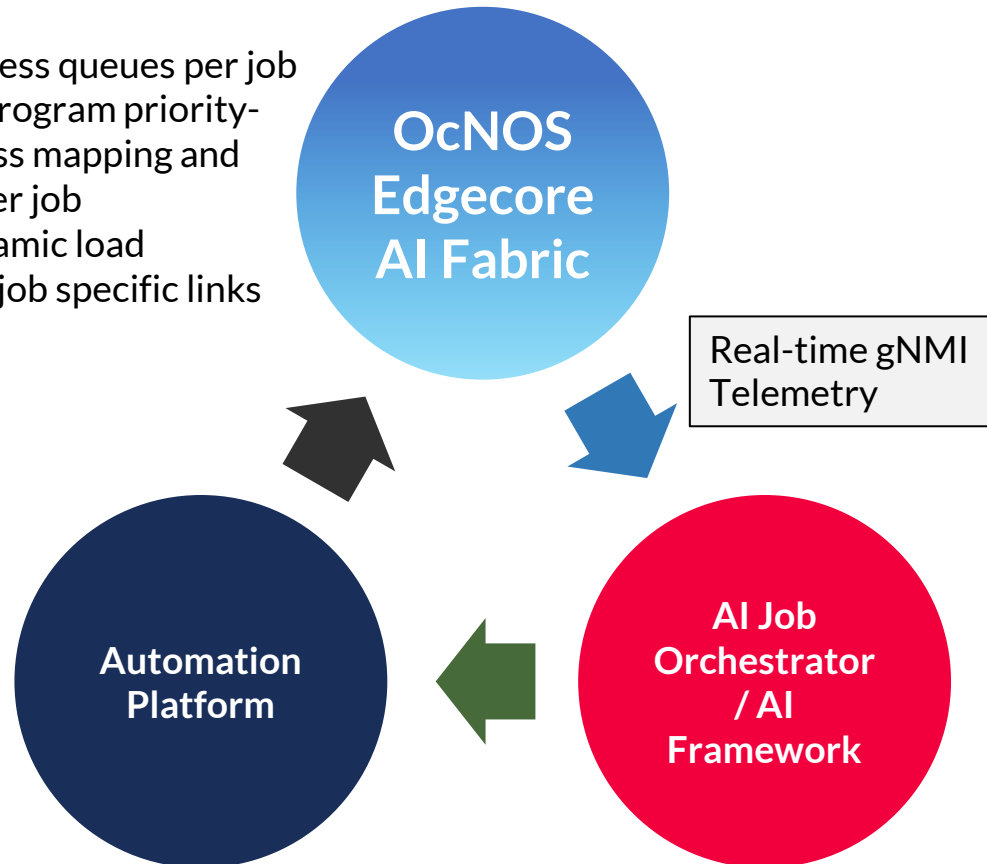 ess queues per job
rogram priority-
ss mapping and
er job
amic load
job specific links
OcNOS
Edgecore
AI Fabric
Real-time gNMI
Telemetry
Automation
Platform
AI Job
Orchestrator
/ AI
Framework